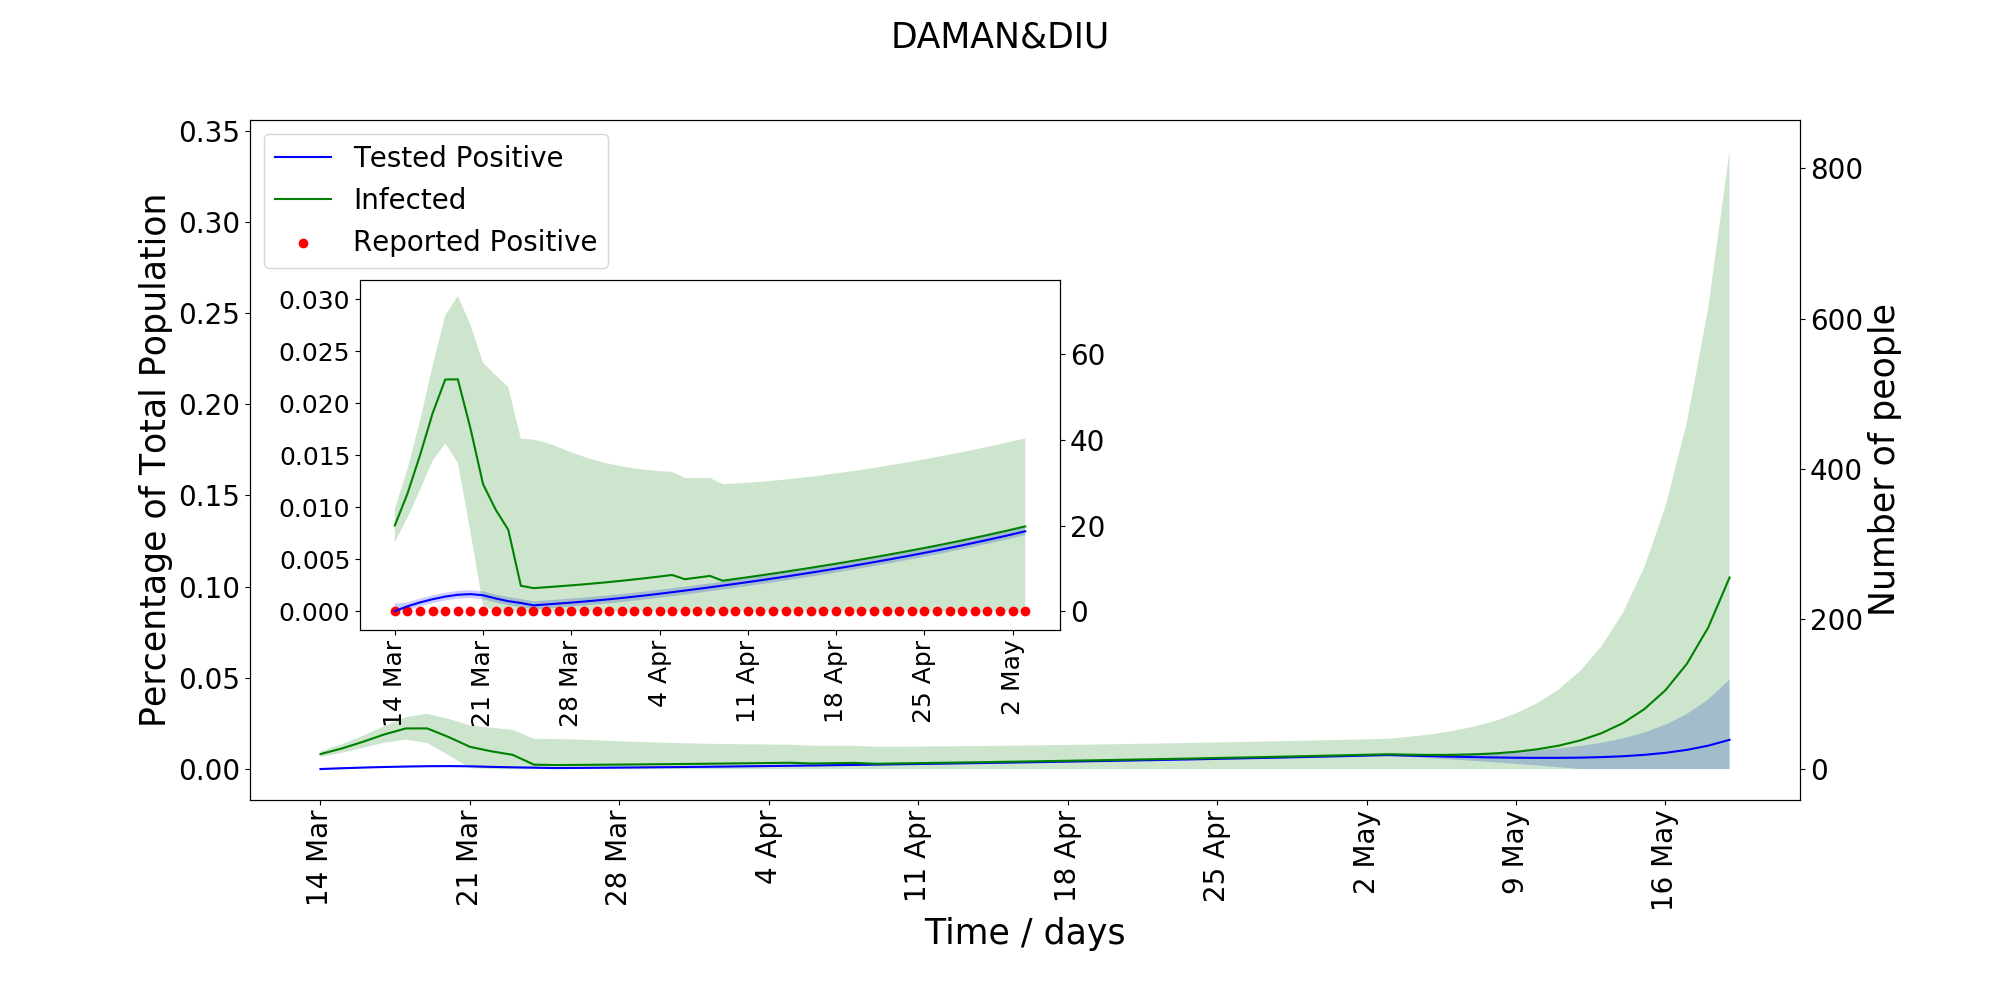 DAMAN&DIU
Percentage of Total Population
0.35
0.30
0.25
0.20
0.15
0.10
0.05
0.00
Tested Positive
Infected
Reported Positive
0.030
0.025
0.020
0.015
0.010
0.005
0.000
60
40
20
0
14 Mar
21 Mar
28 Mar
4 Apr
11 Apr
18 Apr
25 Apr
2 May
800
600
400
200
0
Number of people
14 Mar
21 Mar
28 Mar
4 Apr
11 Apr
18 Apr
25 Apr
2 May
9 May
16 May
Time / days